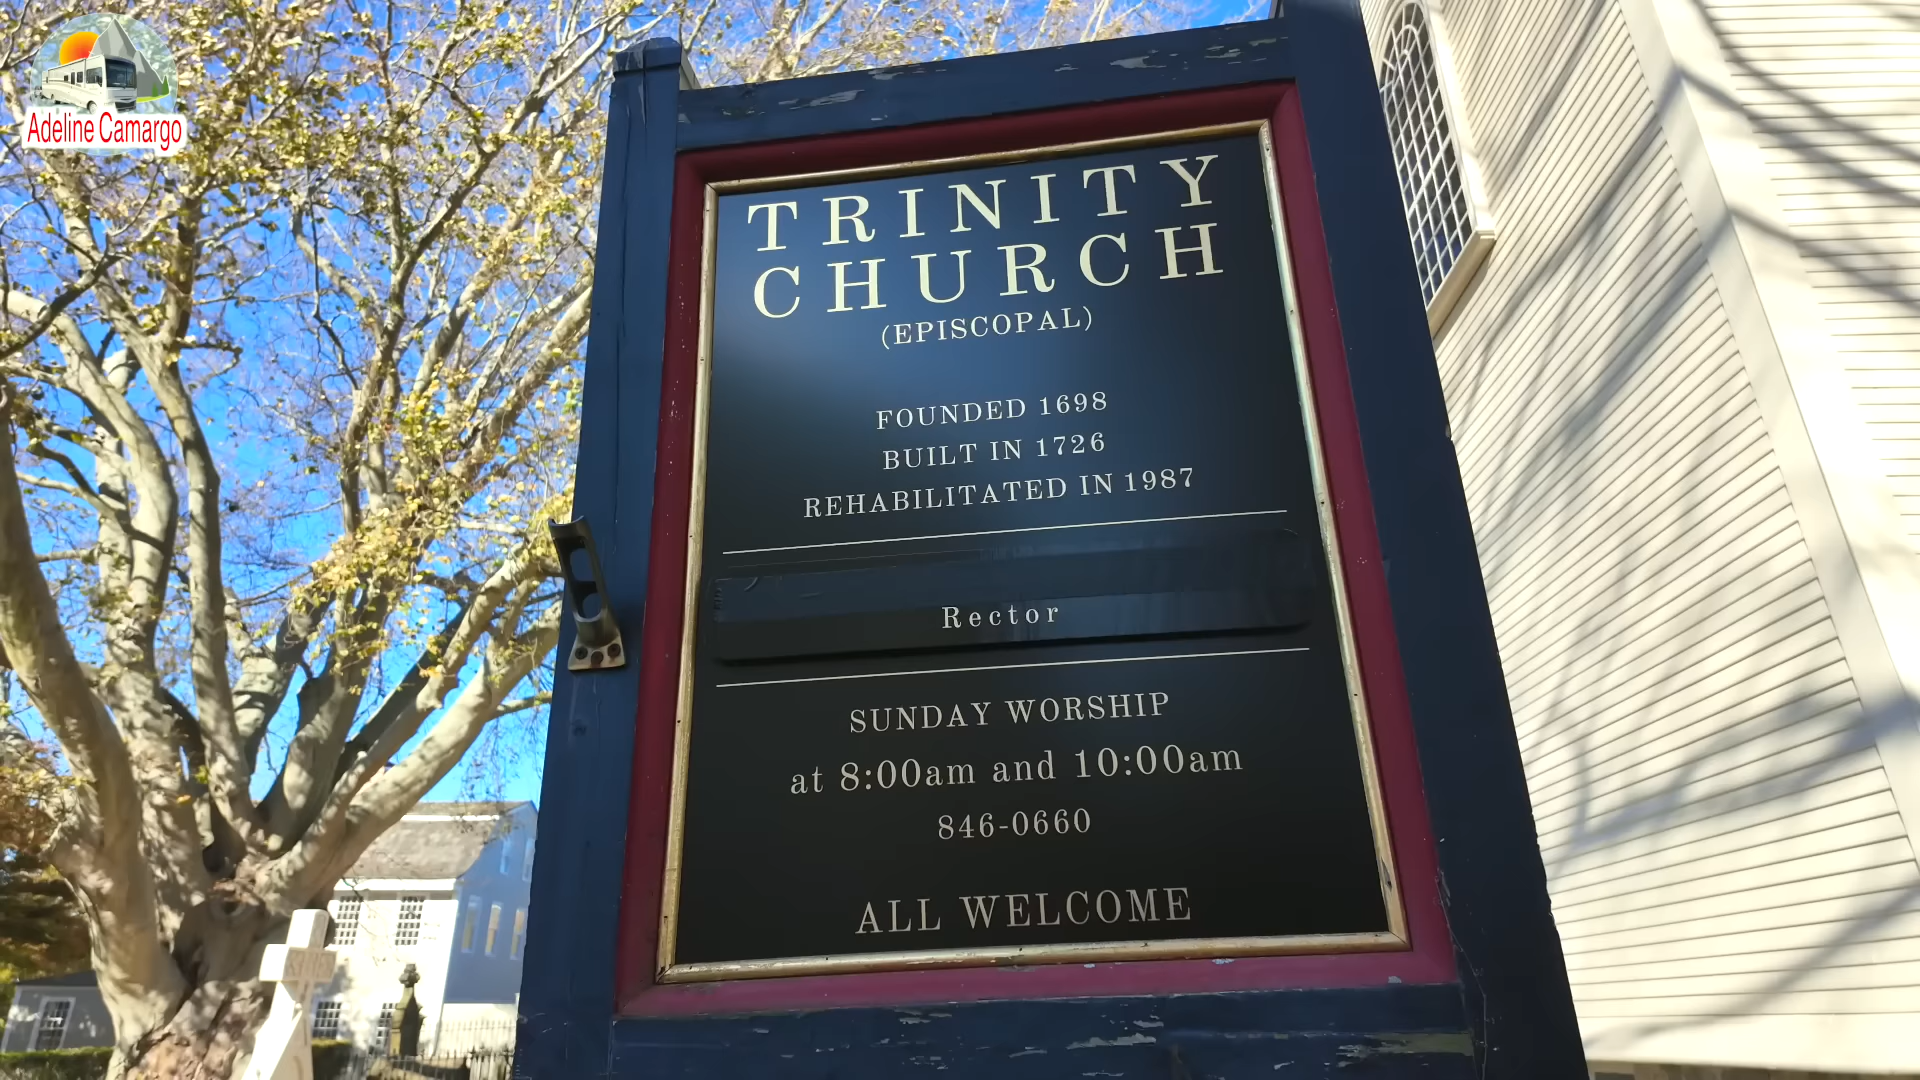 Adeline Camargo
TRINITY
CHURCH
(EPISCOPAL)
FOUNDED 1698
BUILT IN 1726
REHABILITATED IN 1987
Rector
SUNDAY WORSHIP
at 8:00am and 10:00am
846-0660
ALL WELCOME